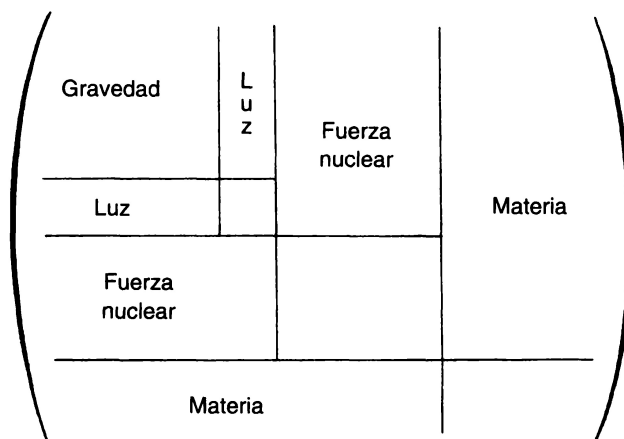 Gravedad
L
u
z
Fuerza
nuclear
Luz
Materia
Fuerza
nuclear
Materia